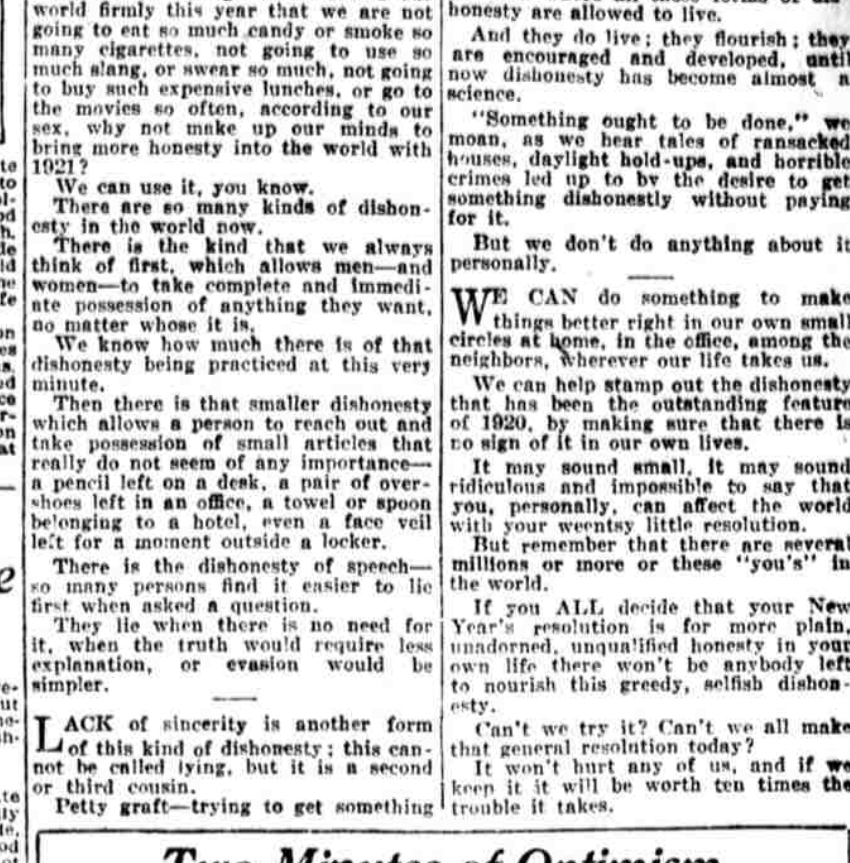 world firmly this year that we are not
going to eat so much candy or smoke so
many cigarettes, not going to use so
much slang, or swear so much, not going
to buy such expensive lunches, or go to
the movies so often, according to our
sex, why not make up our minds to
bring more honesty into the world with
1921?
We can use it, you know.
There are so many kinds of dishon-
esty in the world now.
There is the kind that we always
think of first, which allows men—and
women—to take complete and immedi-
ate possession of anything they want,
no matter whose it is.
We know how much there is of that
dishonesty being practiced at this very
minute.
Then there is that smaller dishonesty
which allows a person to reach out and
take possession of small articles that
really do not seem of any importance—
a pencil left on a desk, a pair of over-
shoes left in an office, a towel or spoon
belonging to a hotel, even a face veil
left for a moment outside a locker.
There is the dishonesty of speech—
so many persons find it easier to lie
first when asked a question.
They lie when there is no need for
it, when the truth would require less
explanation, or evasion would be
simpler.
LACK of sincerity is another form
of this kind of dishonesty; this can-
not be called lying, but it is a second
or third cousin.
Petty graft—trying to get something
honesty are allowed to live.
And they do live; they flourish; they
are encouraged and developed, until
now dishonesty has become almost a
science.
"Something ought to be done," we
moan, as we hear tales of ransacked
houses, daylight hold-ups, and horrible
crimes led up to bv the desire to get
something dishonestly without paying
for it.
But we don't do anything about it
personally.
WE CAN do something to make
things better right in our own small
circles at home, in the office, among the
neighbors, wherever our life takes us.
We can help stamp out the dishonesty
that has been the outstanding feature
of 1920, by making sure that there is
no sign of it in our own lives.
It may sound small, it may sound
ridiculous and impossible to say that
you, personally, can affect the world
with your weentsy little resolution.
But remember that there are several
millions or more or these "you's" in
the world.
If you ALL decide that your New
Year's resolution is for more plain,
unadorned, unqualified honesty in your
own life there won't be anybody left
to nourish this greedy, selfish dishon-
esty.
Can't we try it? Can't we all make
that general resolution today?
It won't hurt any of us, and if we
keep it it will be worth ten times the
trouble it takes.
Two Minutes of Optimism